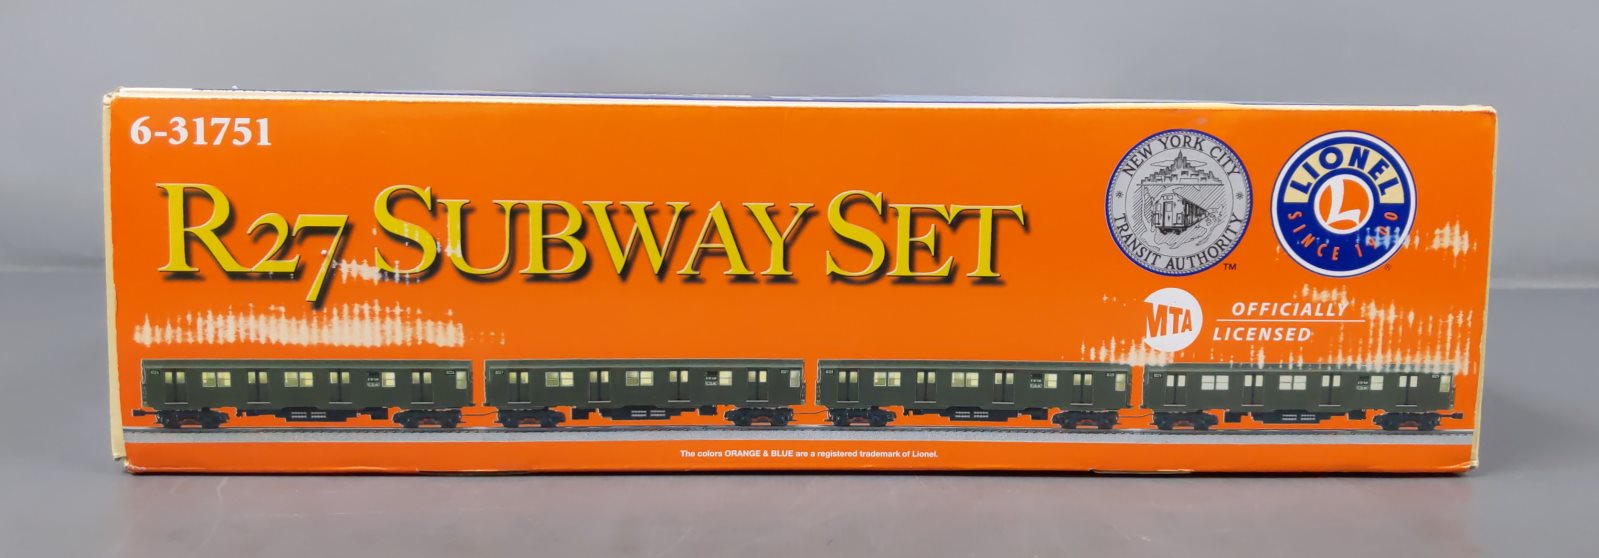 6-31751
R27 SUBWAY SET
NEW YORK CITY
TRANSIT AUTHORITY
TM
LIONEL
L
SINCE 1900
®
MTA
OFFICIALLY
LICENSED
The colors ORANGE & BLUE are a registered trademark of Lionel.